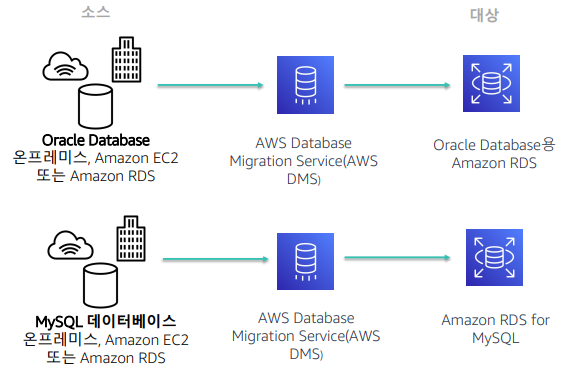 소스
대상
Oracle Database
온프레미스, Amazon EC2
또는 Amazon RDS
AWS Database
Migration Service(AWS
DMS)
Oracle Database용
Amazon RDS
MySQL 데이터베이스
온프레미스, Amazon EC2
또는 Amazon RDS
AWS Database
Migration Service(AWS
DMS)
Amazon RDS for
MySQL